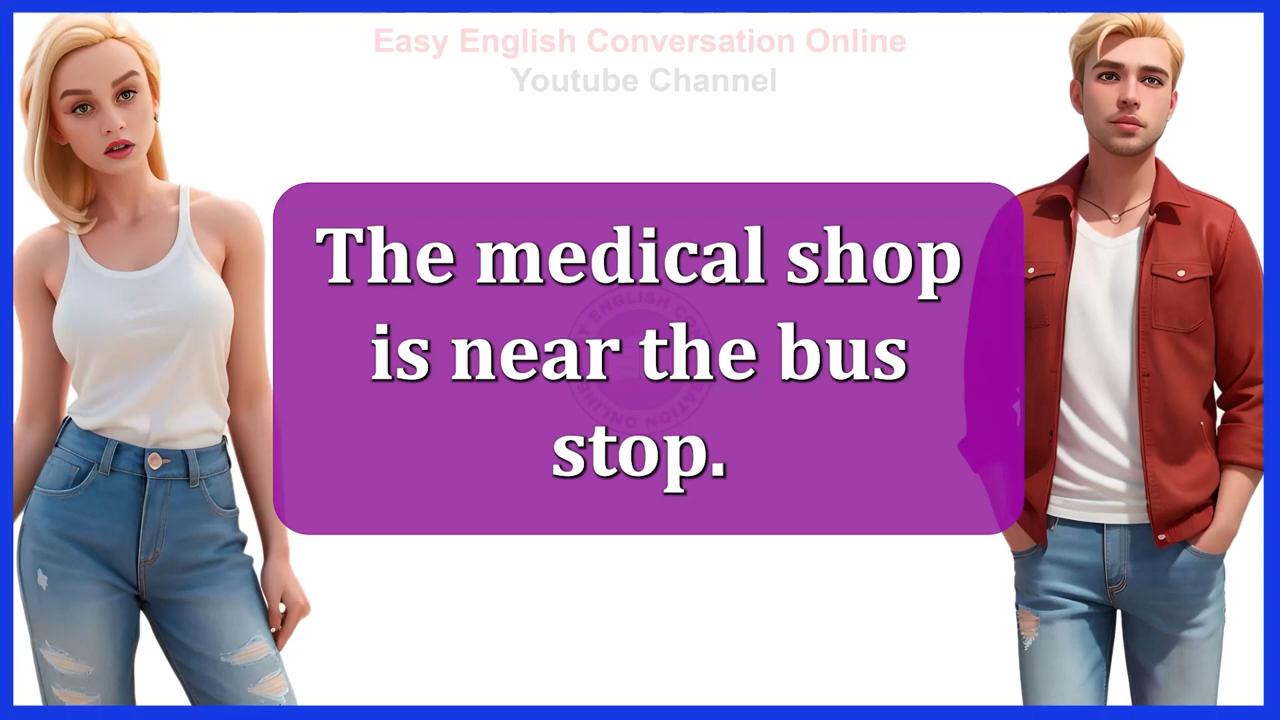 Easy English Conversation Online
Youtube Channel
The medical shop
is near the bus
stop.